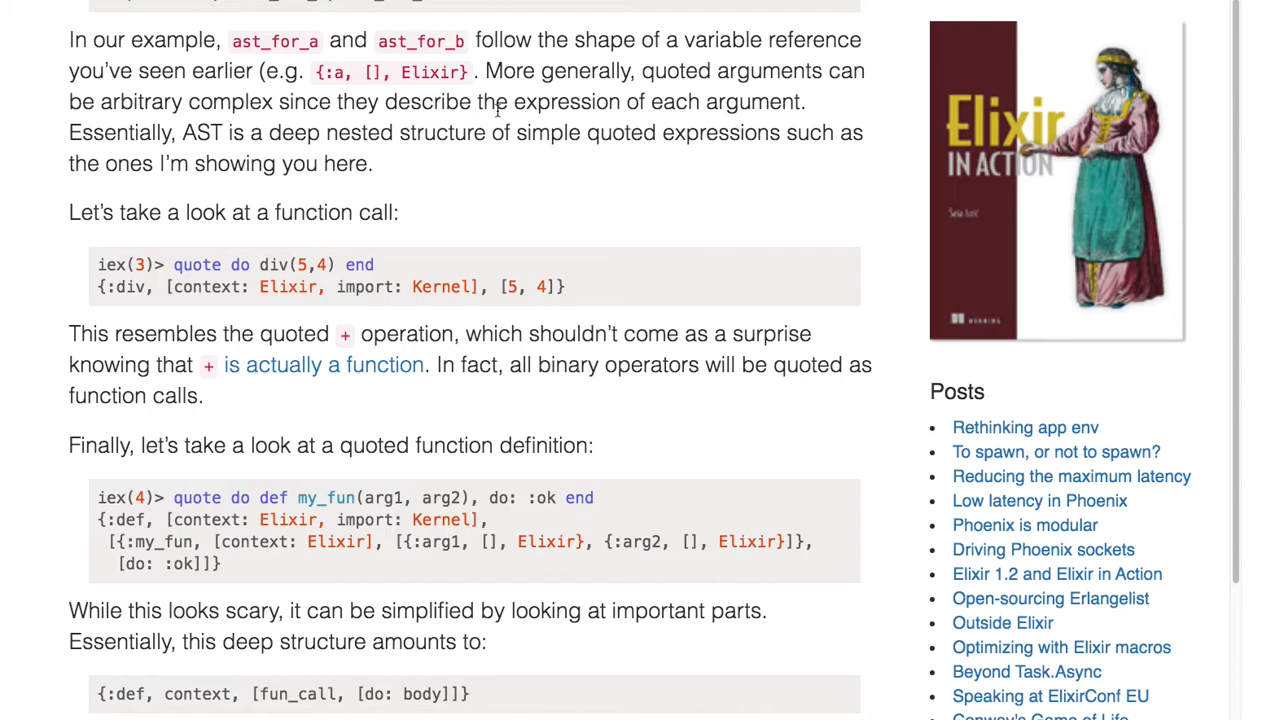 In our example, ast_for_a and ast_for_b follow the shape of a variable reference
you’ve seen earlier (e.g. {:a, [], Elixir}. More generally, quoted arguments can
be arbitrary complex since they describe the expression of each argument.
Essentially, AST is a deep nested structure of simple quoted expressions such as
the ones I’m showing you here.
Let’s take a look at a function call:
iex(3)> quote do div(5,4) end
{:div, [context: Elixir, import: Kernel], [5, 4]}
This resembles the quoted + operation, which shouldn’t come as a surprise
knowing that + is actually a function. In fact, all binary operators will be quoted as
function calls.
Finally, let’s take a look at a quoted function definition:
iex(4)> quote do def my_fun(arg1, arg2), do: :ok end
{:def, [context: Elixir, import: Kernel],
[{:my_fun, [context: Elixir], [{:arg1, [], Elixir}, {:arg2, [], Elixir}]},
[do: :ok]]}
While this looks scary, it can be simplified by looking at important parts.
Essentially, this deep structure amounts to:
{:def, context, [fun_call, [do: body]]}
Elixir
IN ACTION
Saša Jurić
MANNING
Posts
Rethinking app env
To spawn, or not to spawn?
Reducing the maximum latency
Low latency in Phoenix
Phoenix is modular
Driving Phoenix sockets
Elixir 1.2 and Elixir in Action
Open-sourcing Erlangelist
Outside Elixir
Optimizing with Elixir macros
Beyond Task.Async
Speaking at ElixirConf EU
Conway's Game of Life